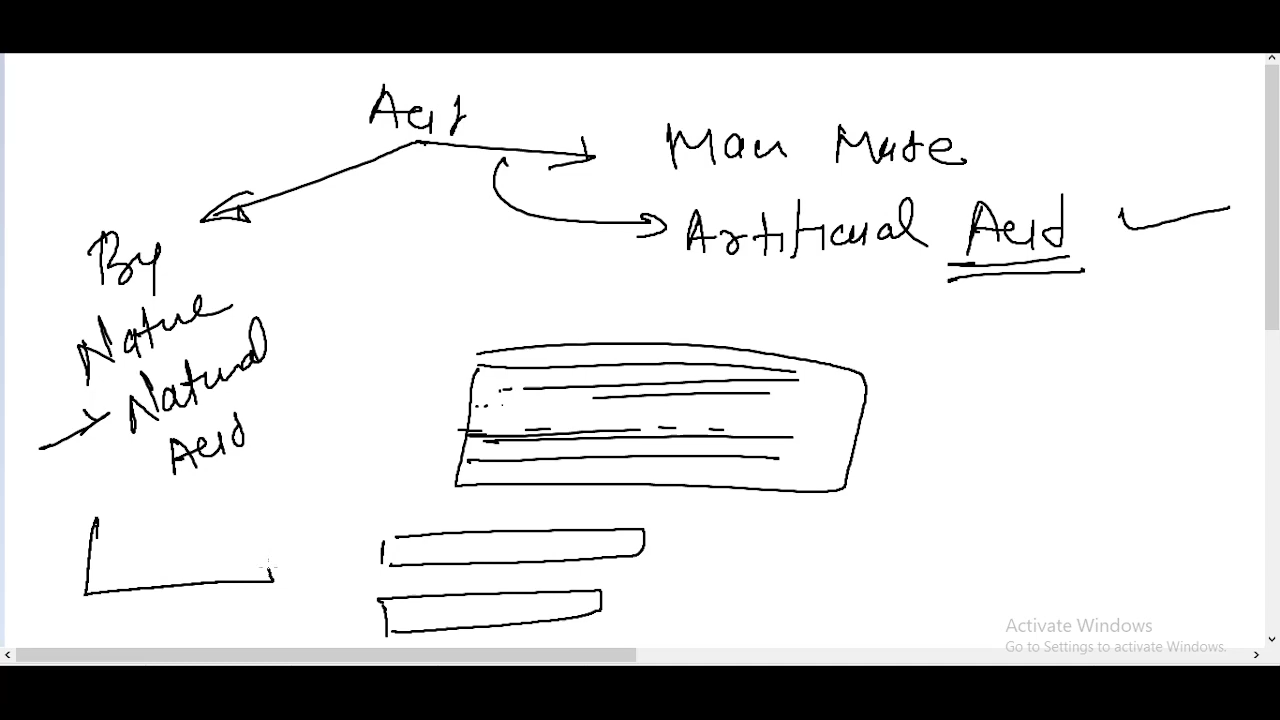 Acid
Man Made
Artificial Acid
By
Nature
Natural
Acid
Activate Windows
Go to Settings to activate Windows.